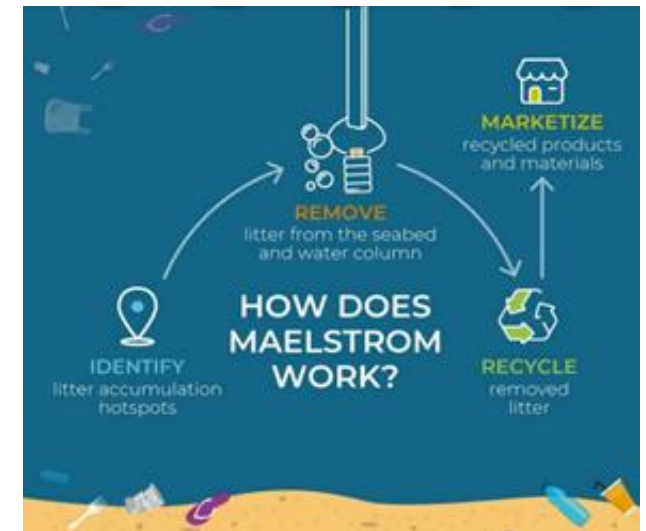 MARKETIZE
recycled products
and materials
REMOVE
litter from the seabed
and water column
HOW DOES
MAELSTROM
WORK?
IDENTIFY
litter accumulation
hotspots
RECYCLE
removed
litter